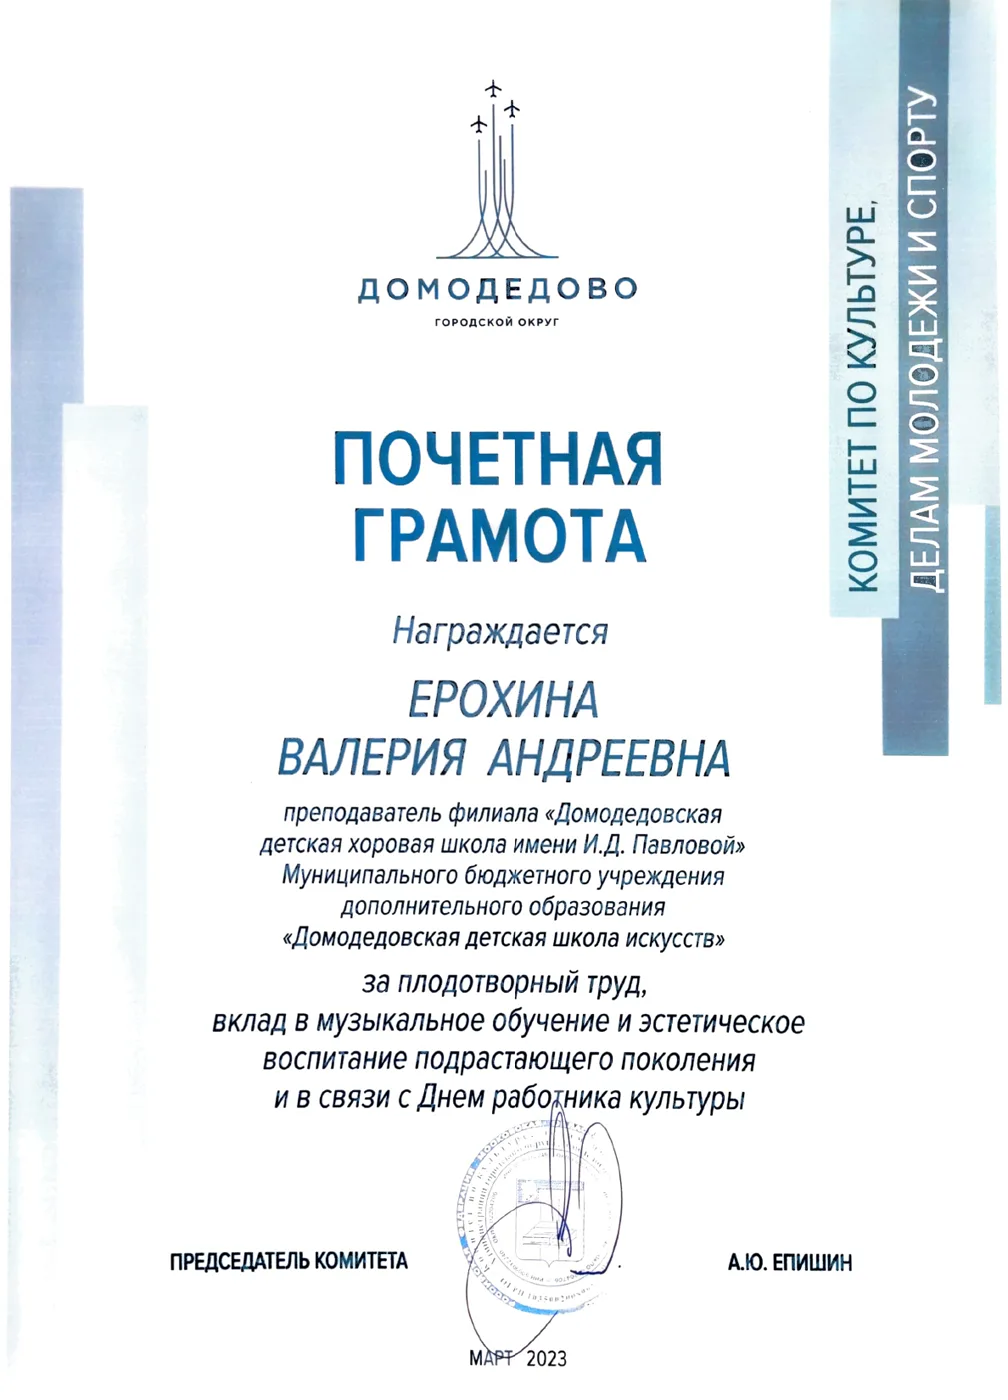 ДОМОДЕДОВО
ГОРОДСКОЙ ОКРУГ
КОМИТЕТ ПО КУЛЬТУРЕ,
ДЕЛАМ МОЛОДЕЖИ И СПОРТУ
ПОЧЕТНАЯ
ГРАМОТА
Награждается
ЕРОХИНА
ВАЛЕРИЯ АНДРЕЕВНА
преподаватель филиала «Домодедовская
детская хоровая школа имени И.Д. Павловой»
Муниципального бюджетного учреждения
дополнительного образования
«Домодедовская детская школа искусств»
за плодотворный труд,
вклад в музыкальное обучение и эстетическое
воспитание подрастающего поколения
и в связи с Днем работника культуры
ПРЕДСЕДАТЕЛЬ КОМИТЕТА
А.Ю. ЕПИШИН
МАРТ 2023